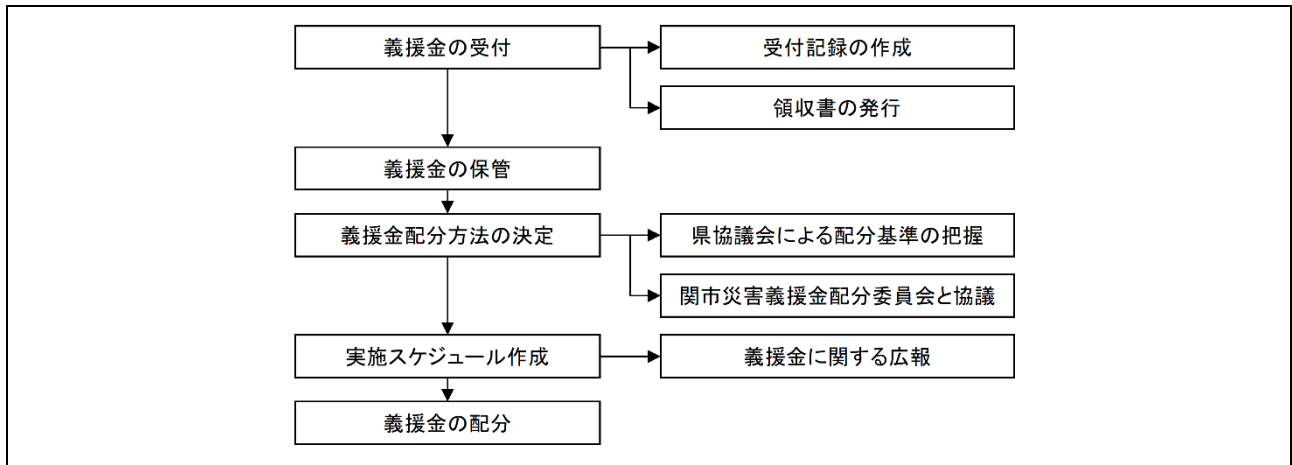 義援金の受付
受付記録の作成
領収書の発行
義援金の保管
義援金配分方法の決定
県協議会による配分基準の把握
関市災害義援金配分委員会と協議
実施スケジュール作成
義援金に関する広報
義援金の配分